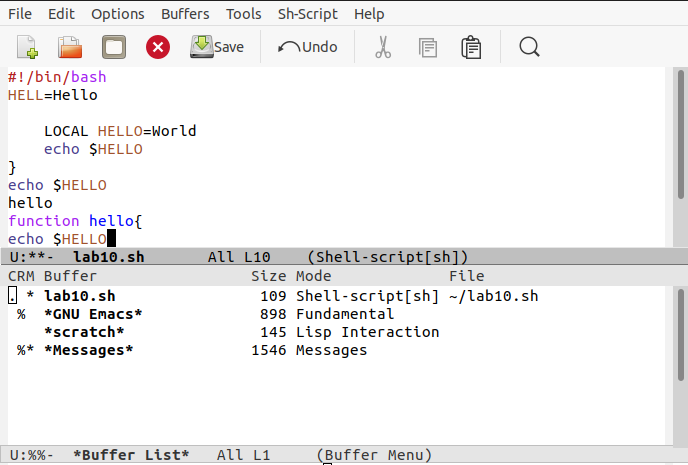 File Edit Options Buffers Tools Sh-Script Help
Save Undo
#!/bin/bash
HELL=Hello
LOCAL HELLO=World
echo $HELLO
}
echo $HELLO
hello
function hello{
echo $HELLO
U:**-  lab10.sh       All L10    (Shell-script[sh])
CRM Buffer                 Size Mode             File
. * lab10.sh                109 Shell-script[sh] ~/lab10.sh
 %  *GNU Emacs*             898 Fundamental
    *scratch*               145 Lisp Interaction
 %* *Messages*             1546 Messages
U:%%-  *Buffer List*   All L1     (Buffer Menu)